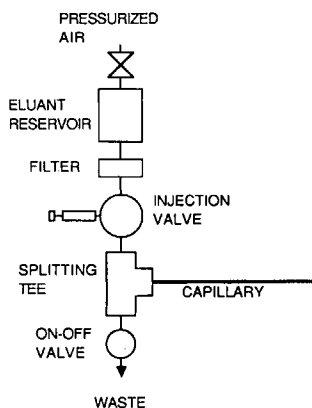 PRESSURIZED
AIR
ELUANT
RESERVOIR
FILTER
INJECTION
VALVE
SPLITTING
TEE
CAPILLARY
ON-OFF
VALVE
WASTE